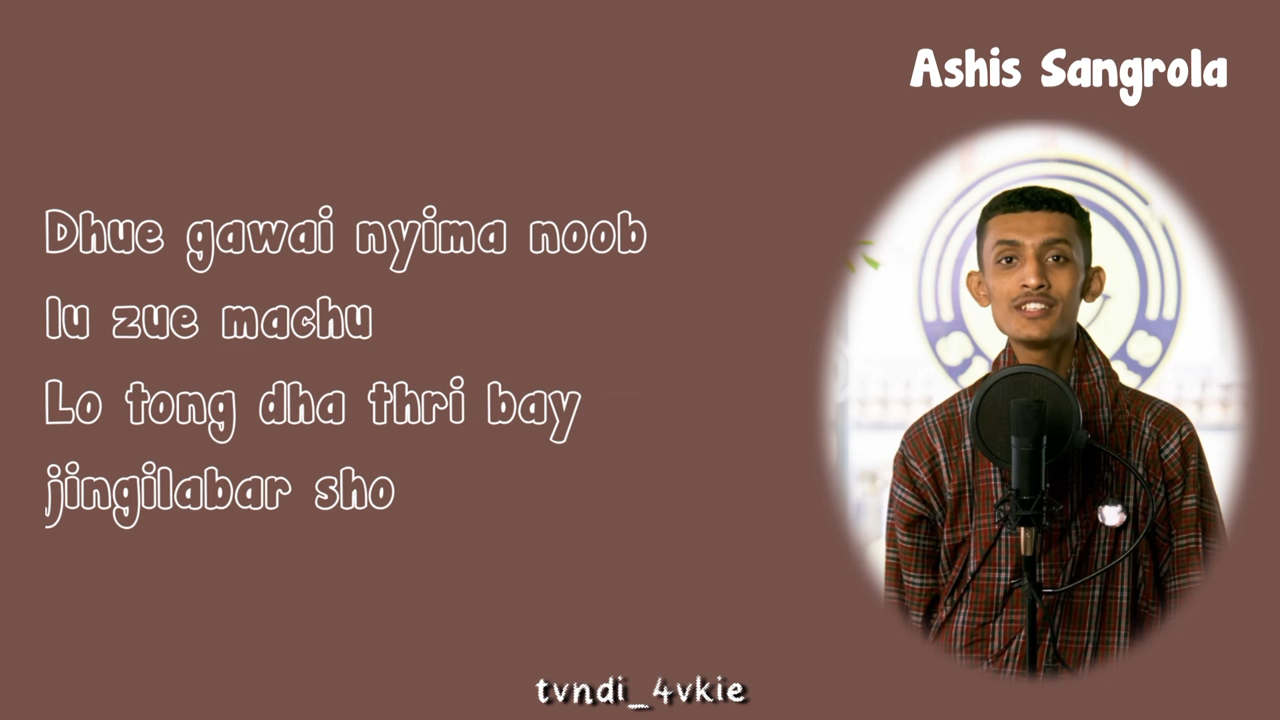 Ashis Sangrola
Dhue gawai nyima noob
lu zue machu
Lo tong dha thri bay
jingilabar sho
tvndi_4vkie